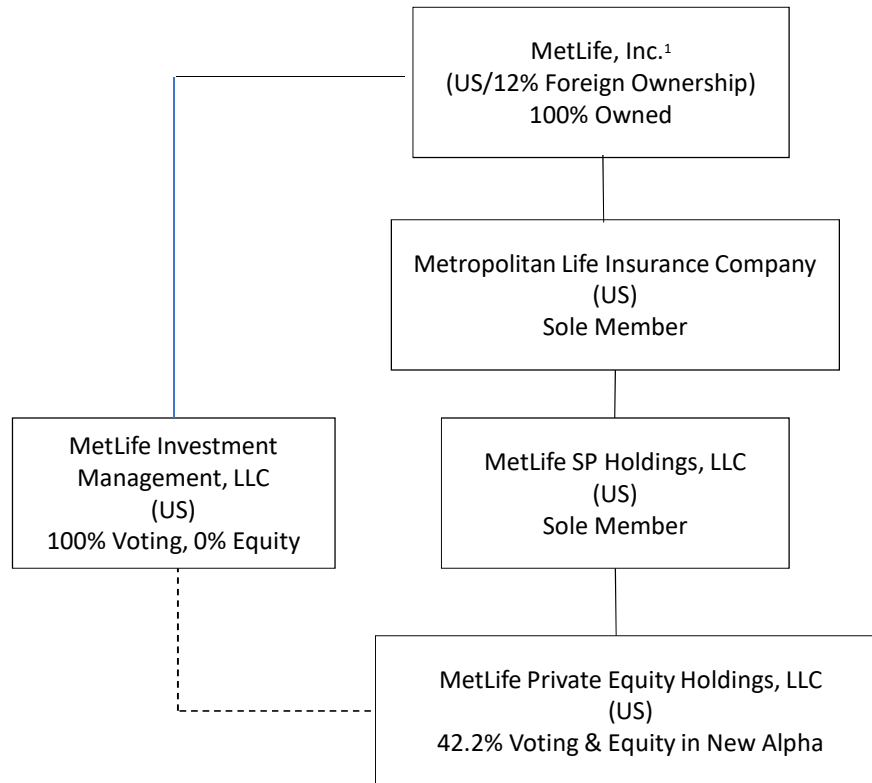 MetLife, Inc.¹
(US/12% Foreign Ownership)
100% Owned
Metropolitan Life Insurance Company
(US)
Sole Member
MetLife Investment
Management, LLC
(US)
100% Voting, 0% Equity
MetLife SP Holdings, LLC
(US)
Sole Member
MetLife Private Equity Holdings, LLC
(US)
42.2% Voting & Equity in New Alpha